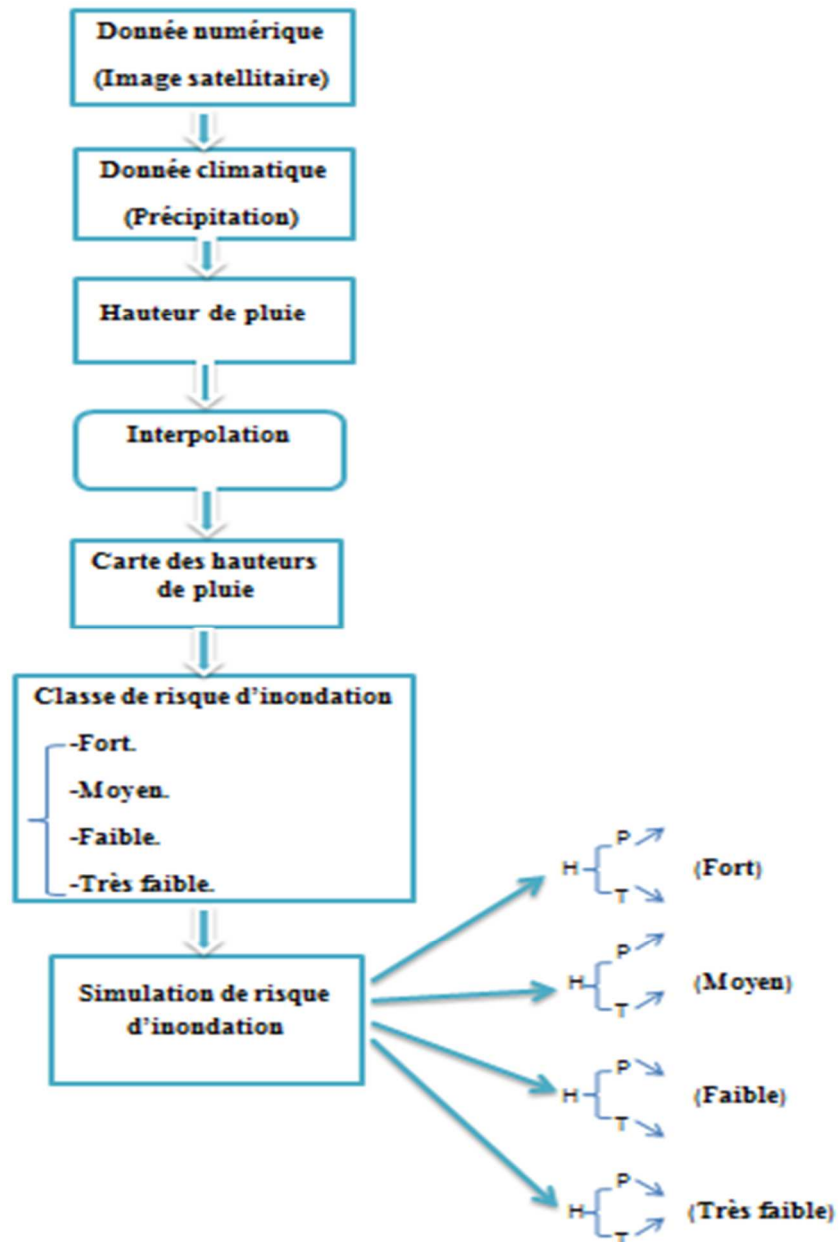 Donnée numérique
(Image satellitaire)
Donnée climatique
(Précipitation)
Hauteur de pluie
Interpolation
Carte des hauteurs
de pluie
Classe de risque d'inondation
-Fort.
-Moyen.
-Faible.
-Très faible.
Simulation de risque
d'inondation
P
H (Fort)
T
P
H (Moyen)
T
P
H (Faible)
T
P
H (Très faible)
T